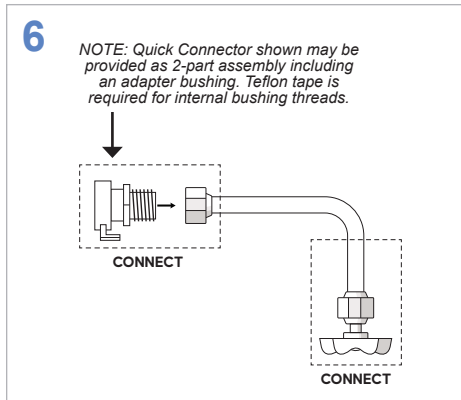 6
NOTE: Quick Connector shown may be
provided as 2-part assembly including
an adapter bushing. Teflon tape is
required for internal bushing threads.
CONNECT
CONNECT